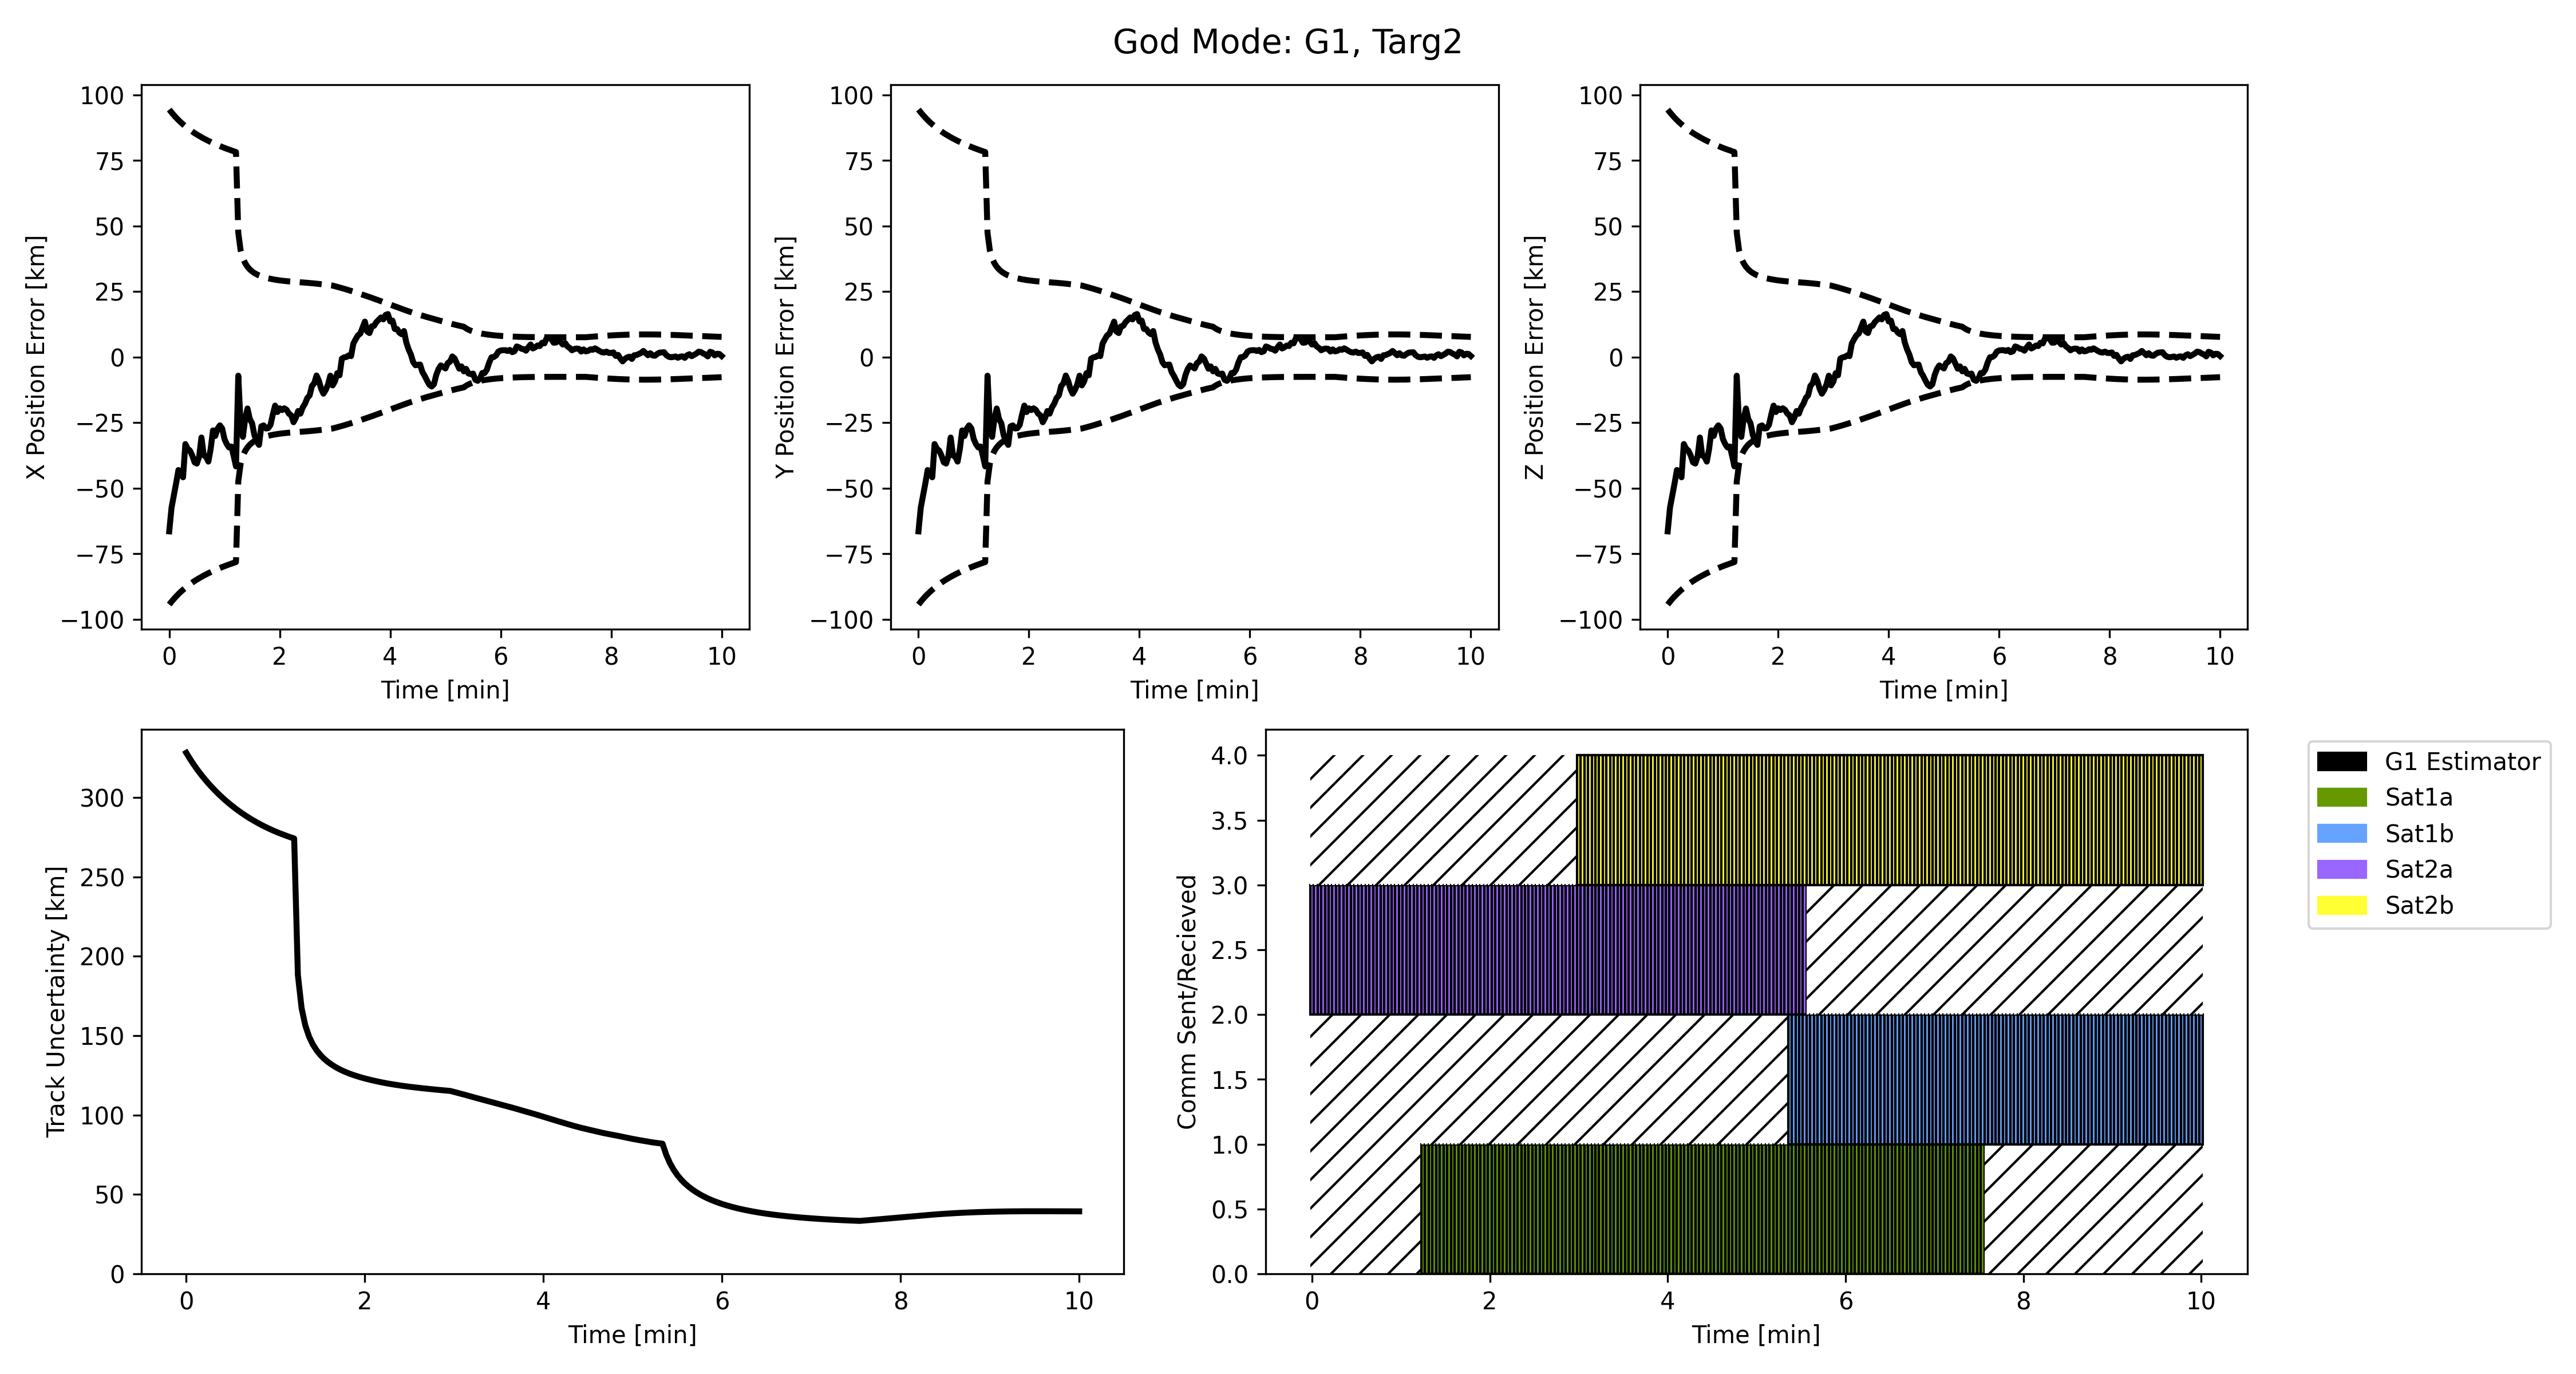 God Mode: G1, Targ2
X Position Error [km]
100
75
50
25
0
−25
−50
−75
−100
0 2 4 6 8 10
Time [min]
Y Position Error [km]
100
75
50
25
0
−25
−50
−75
−100
0 2 4 6 8 10
Time [min]
Z Position Error [km]
100
75
50
25
0
−25
−50
−75
−100
0 2 4 6 8 10
Time [min]
Track Uncertainty [km]
300
250
200
150
100
50
0
0 2 4 6 8 10
Time [min]
Comm Sent/Recieved
4.0
3.5
3.0
2.5
2.0
1.5
1.0
0.5
0.0
0 2 4 6 8 10
Time [min]
G1 Estimator
Sat1a
Sat1b
Sat2a
Sat2b